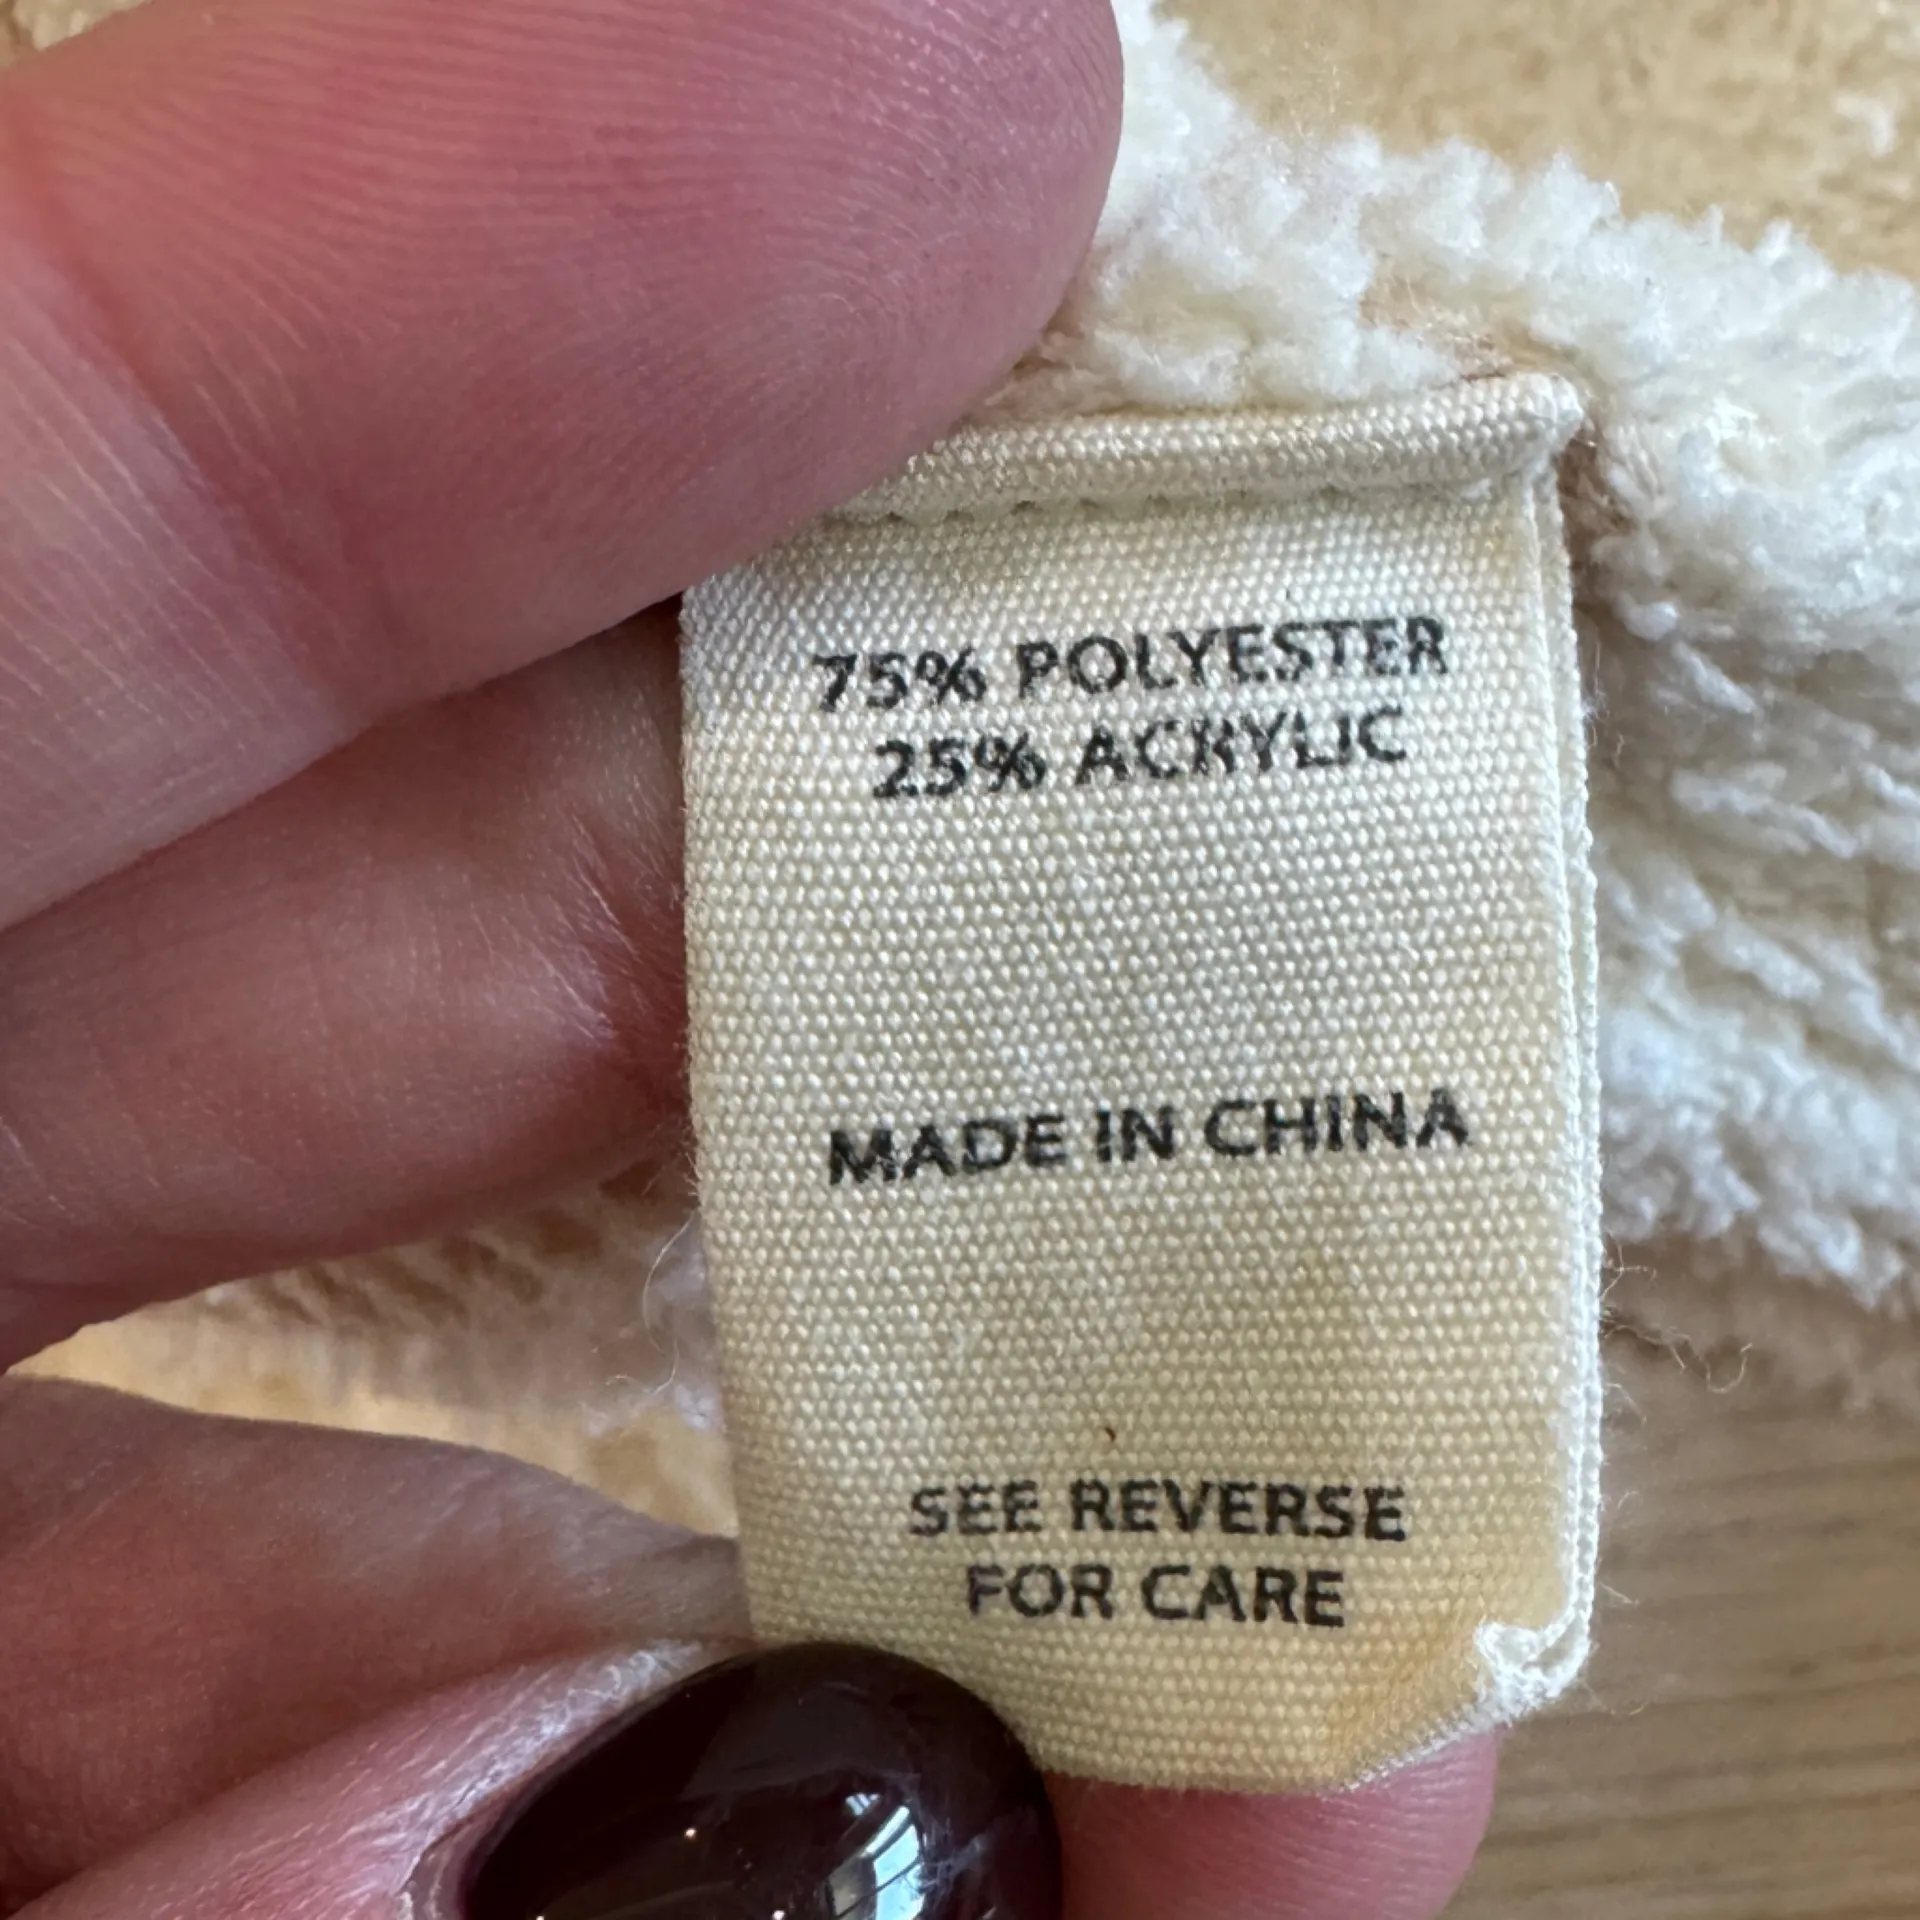 75% POLYESTER
25% ACRYLIC
MADE IN CHINA
SEE REVERSE
FOR CARE